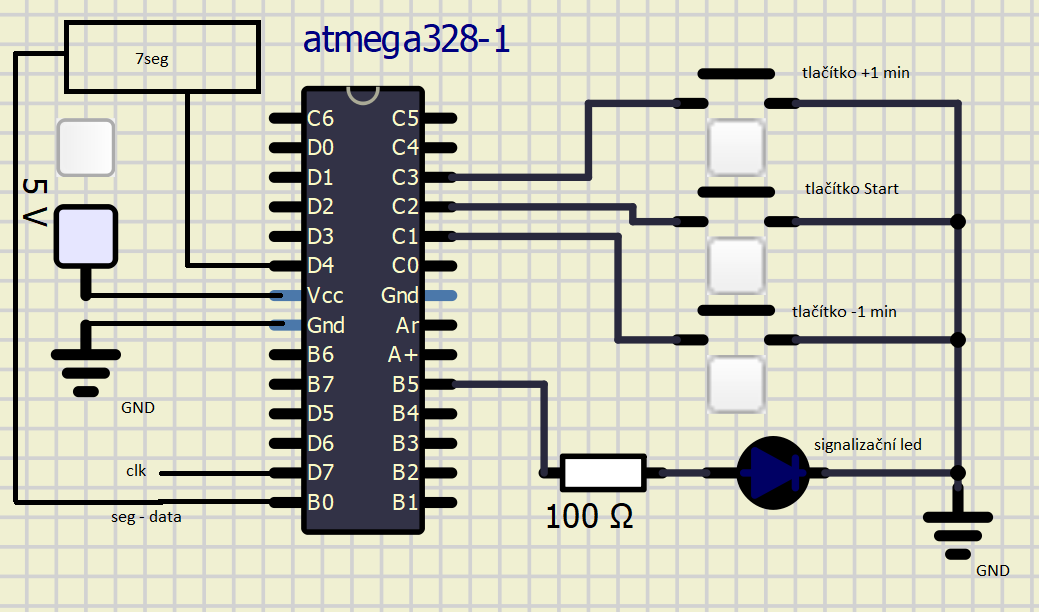 atmega328-1
7seg
5 V
C6
D0
D1
D2
D3
D4
Vcc
Gnd
B6
B7
D5
D6
D7
B0
C5
C4
C3
C2
C1
C0
Gnd
Ar
A+
B5
B4
B3
B2
B1
GND
clk
seg - data
tlačítko +1 min
tlačítko Start
tlačítko -1 min
signalizační led
100 Ω
GND